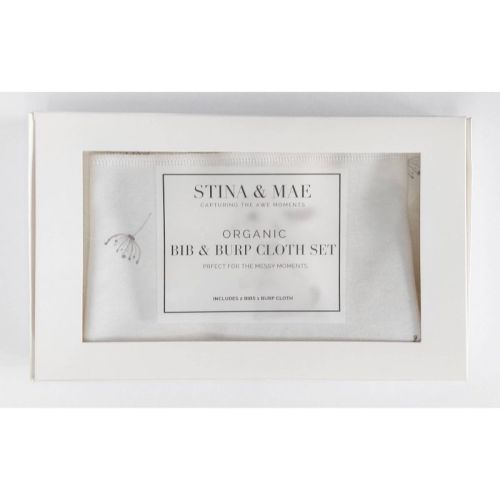 STINA & MAE
CAPTURING THE AWE MOMENTS
ORGANIC
BIB & BURP CLOTH SET
PRFECT FOR THE MESSY MOMENTS
INCLUDES 2 BIBS 1 BURP CLOTH